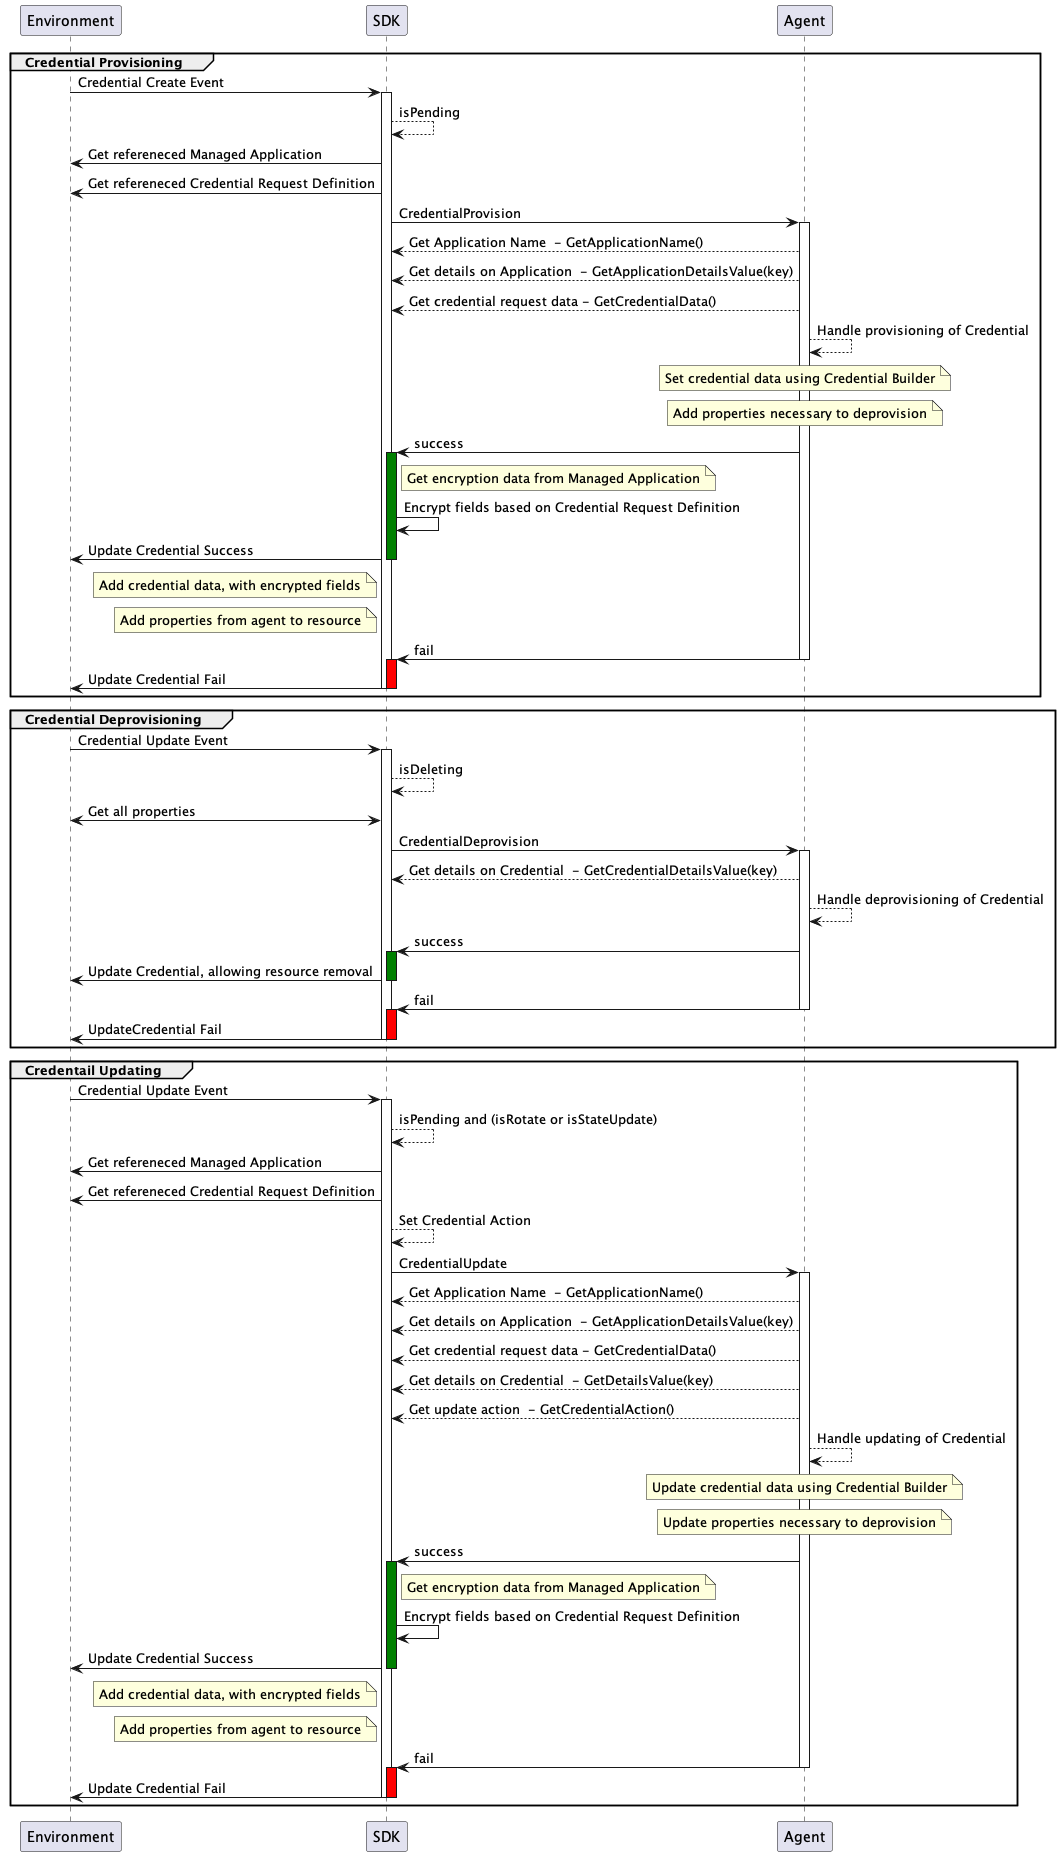 Environment
SDK
Agent
Credential Provisioning
Credential Create Event
isPending
Get refereneced Managed Application
Get refereneced Credential Request Definition
CredentialProvision
Get Application Name  - GetApplicationName()
Get details on Application  - GetApplicationDetailsValue(key)
Get credential request data - GetCredentialData()
Handle provisioning of Credential
Set credential data using Credential Builder
Add properties necessary to deprovision
success
Get encryption data from Managed Application
Encrypt fields based on Credential Request Definition
Update Credential Success
Add credential data, with encrypted fields
Add properties from agent to resource
fail
Update Credential Fail
Credential Deprovisioning
Credential Update Event
isDeleting
Get all properties
CredentialDeprovision
Get details on Credential  - GetCredentialDetailsValue(key)
Handle deprovisioning of Credential
success
Update Credential, allowing resource removal
fail
UpdateCredential Fail
Credentail Updating
Credential Update Event
isPending and (isRotate or isStateUpdate)
Get refereneced Managed Application
Get refereneced Credential Request Definition
Set Credential Action
CredentialUpdate
Get Application Name  - GetApplicationName()
Get details on Application  - GetApplicationDetailsValue(key)
Get credential request data - GetCredentialData()
Get details on Credential  - GetDetailsValue(key)
Get update action  - GetCredentialAction()
Handle updating of Credential
Update credential data using Credential Builder
Update properties necessary to deprovision
success
Get encryption data from Managed Application
Encrypt fields based on Credential Request Definition
Update Credential Success
Add credential data, with encrypted fields
Add properties from agent to resource
fail
Update Credential Fail
Environment
SDK
Agent